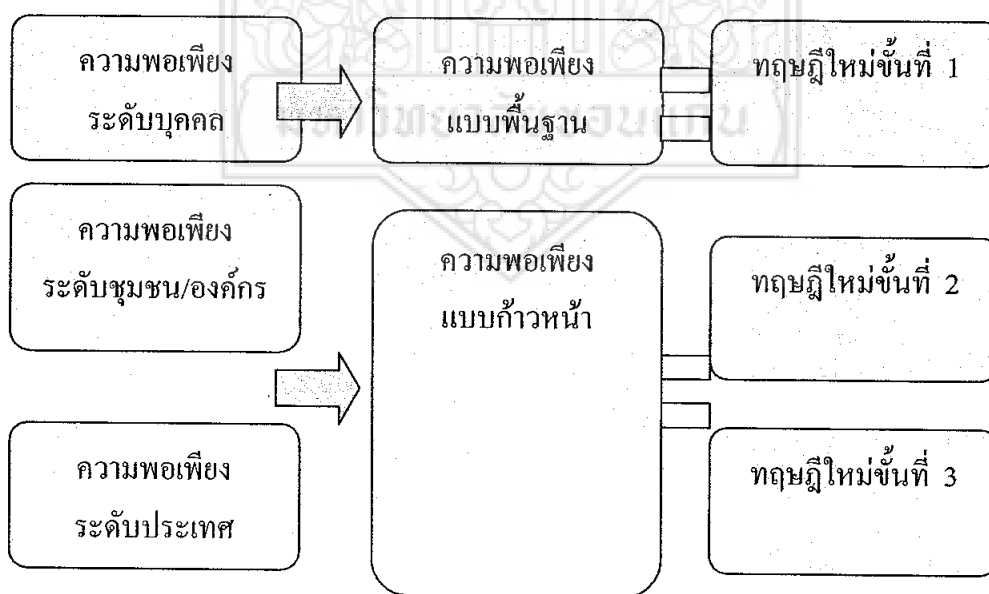 ความพอเพียง
ระดับบุคคล
ความพอเพียง
แบบพื้นฐาน
ทฤษฎีใหม่ขั้นที่ 1
ความพอเพียง
ระดับชุมชน/องค์กร
ความพอเพียง
แบบก้าวหน้า
ทฤษฎีใหม่ขั้นที่ 2
ความพอเพียง
ระดับประเทศ
ทฤษฎีใหม่ขั้นที่ 3